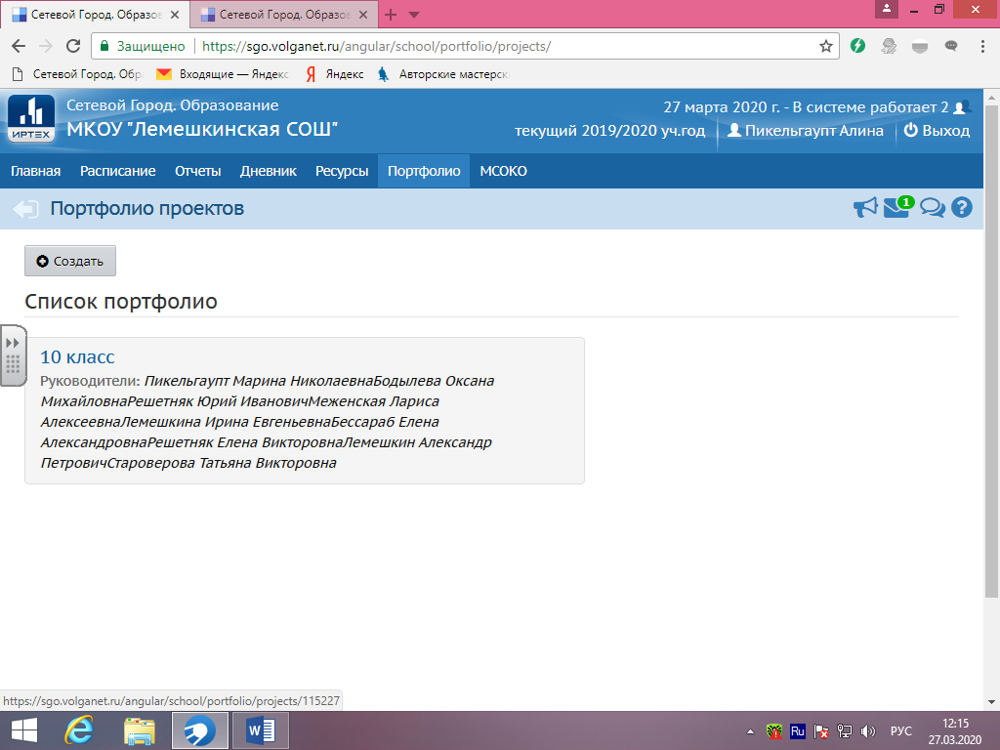 Сетевой Город. Образов
Сетевой Город. Образов
Защищено
https://sgo.volganet.ru/angular/school/portfolio/projects/
Сетевой Город. Обр
Входящие — Яндекс
Яндекс
Авторские мастерск
ИРТЕХ
Сетевой Город. Образование
МКОУ "Лемешкинская СОШ"
27 марта 2020 г. - В системе работает 2
текущий 2019/2020 уч.год
Пикельгаупт Алина
Выход
Главная Расписание Отчеты Дневник Ресурсы Портфолио МСОКО
Портфолио проектов
1
?
Создать
Список портфолио
10 класс
Руководители: Пикельгаупт Марина НиколаевнаБодылева Оксана
МихайловнаРешетняк Юрий ИвановичМеженская Лариса
АлексеевнаЛемешкина Ирина ЕвгеньевнаБессараб Елена
АлександровнаРешетняк Елена ВикторовнаЛемешкин Александр
ПетровичСтароверова Татьяна Викторовна
https://sgo.volganet.ru/angular/school/portfolio/projects/115227
Ru
РУС
12:15
27.03.2020